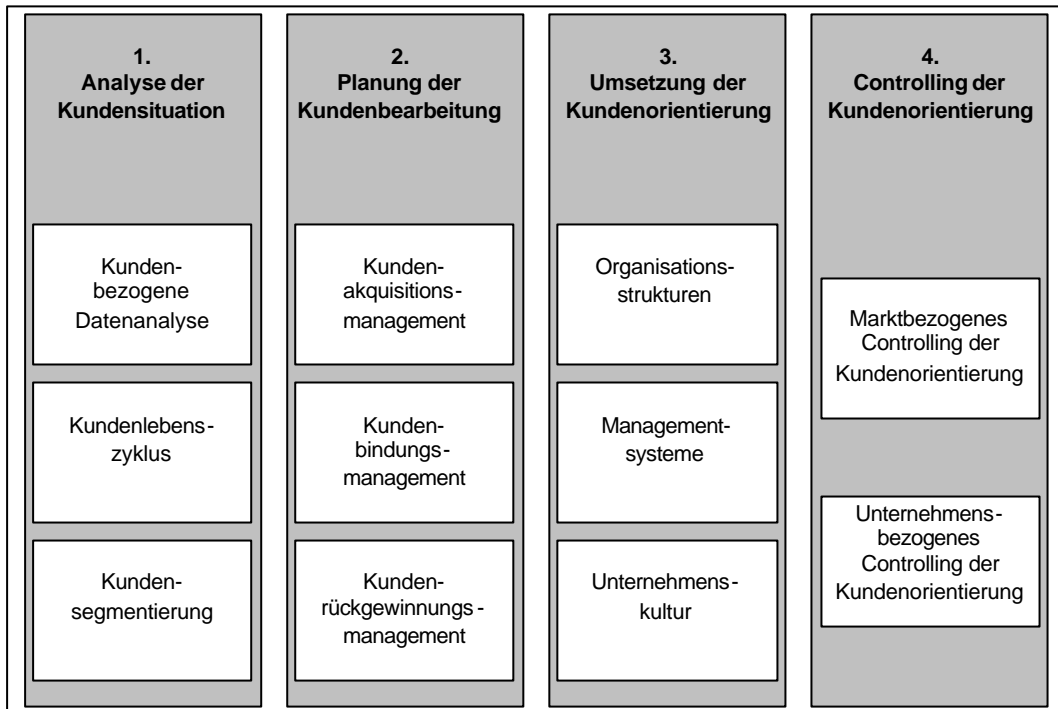 1.
Analyse der
Kundensituation
Kunden-
bezogene
Datenanalyse
Kundenlebens-
zyklus
Kunden-
segmentierung
2.
Planung der
Kundenbearbeitung
Kunden-
akquisitions-
management
Kunden-
bindungs-
management
Kunden-
rückgewinnungs-
management
3.
Umsetzung der
Kundenorientierung
Organisations-
strukturen
Management-
systeme
Unternehmens-
kultur
4.
Controlling der
Kundenorientierung
Marktbezogenes
Controlling der
Kundenorientierung
Unternehmens-
bezogenes
Controlling der
Kundenorientierung